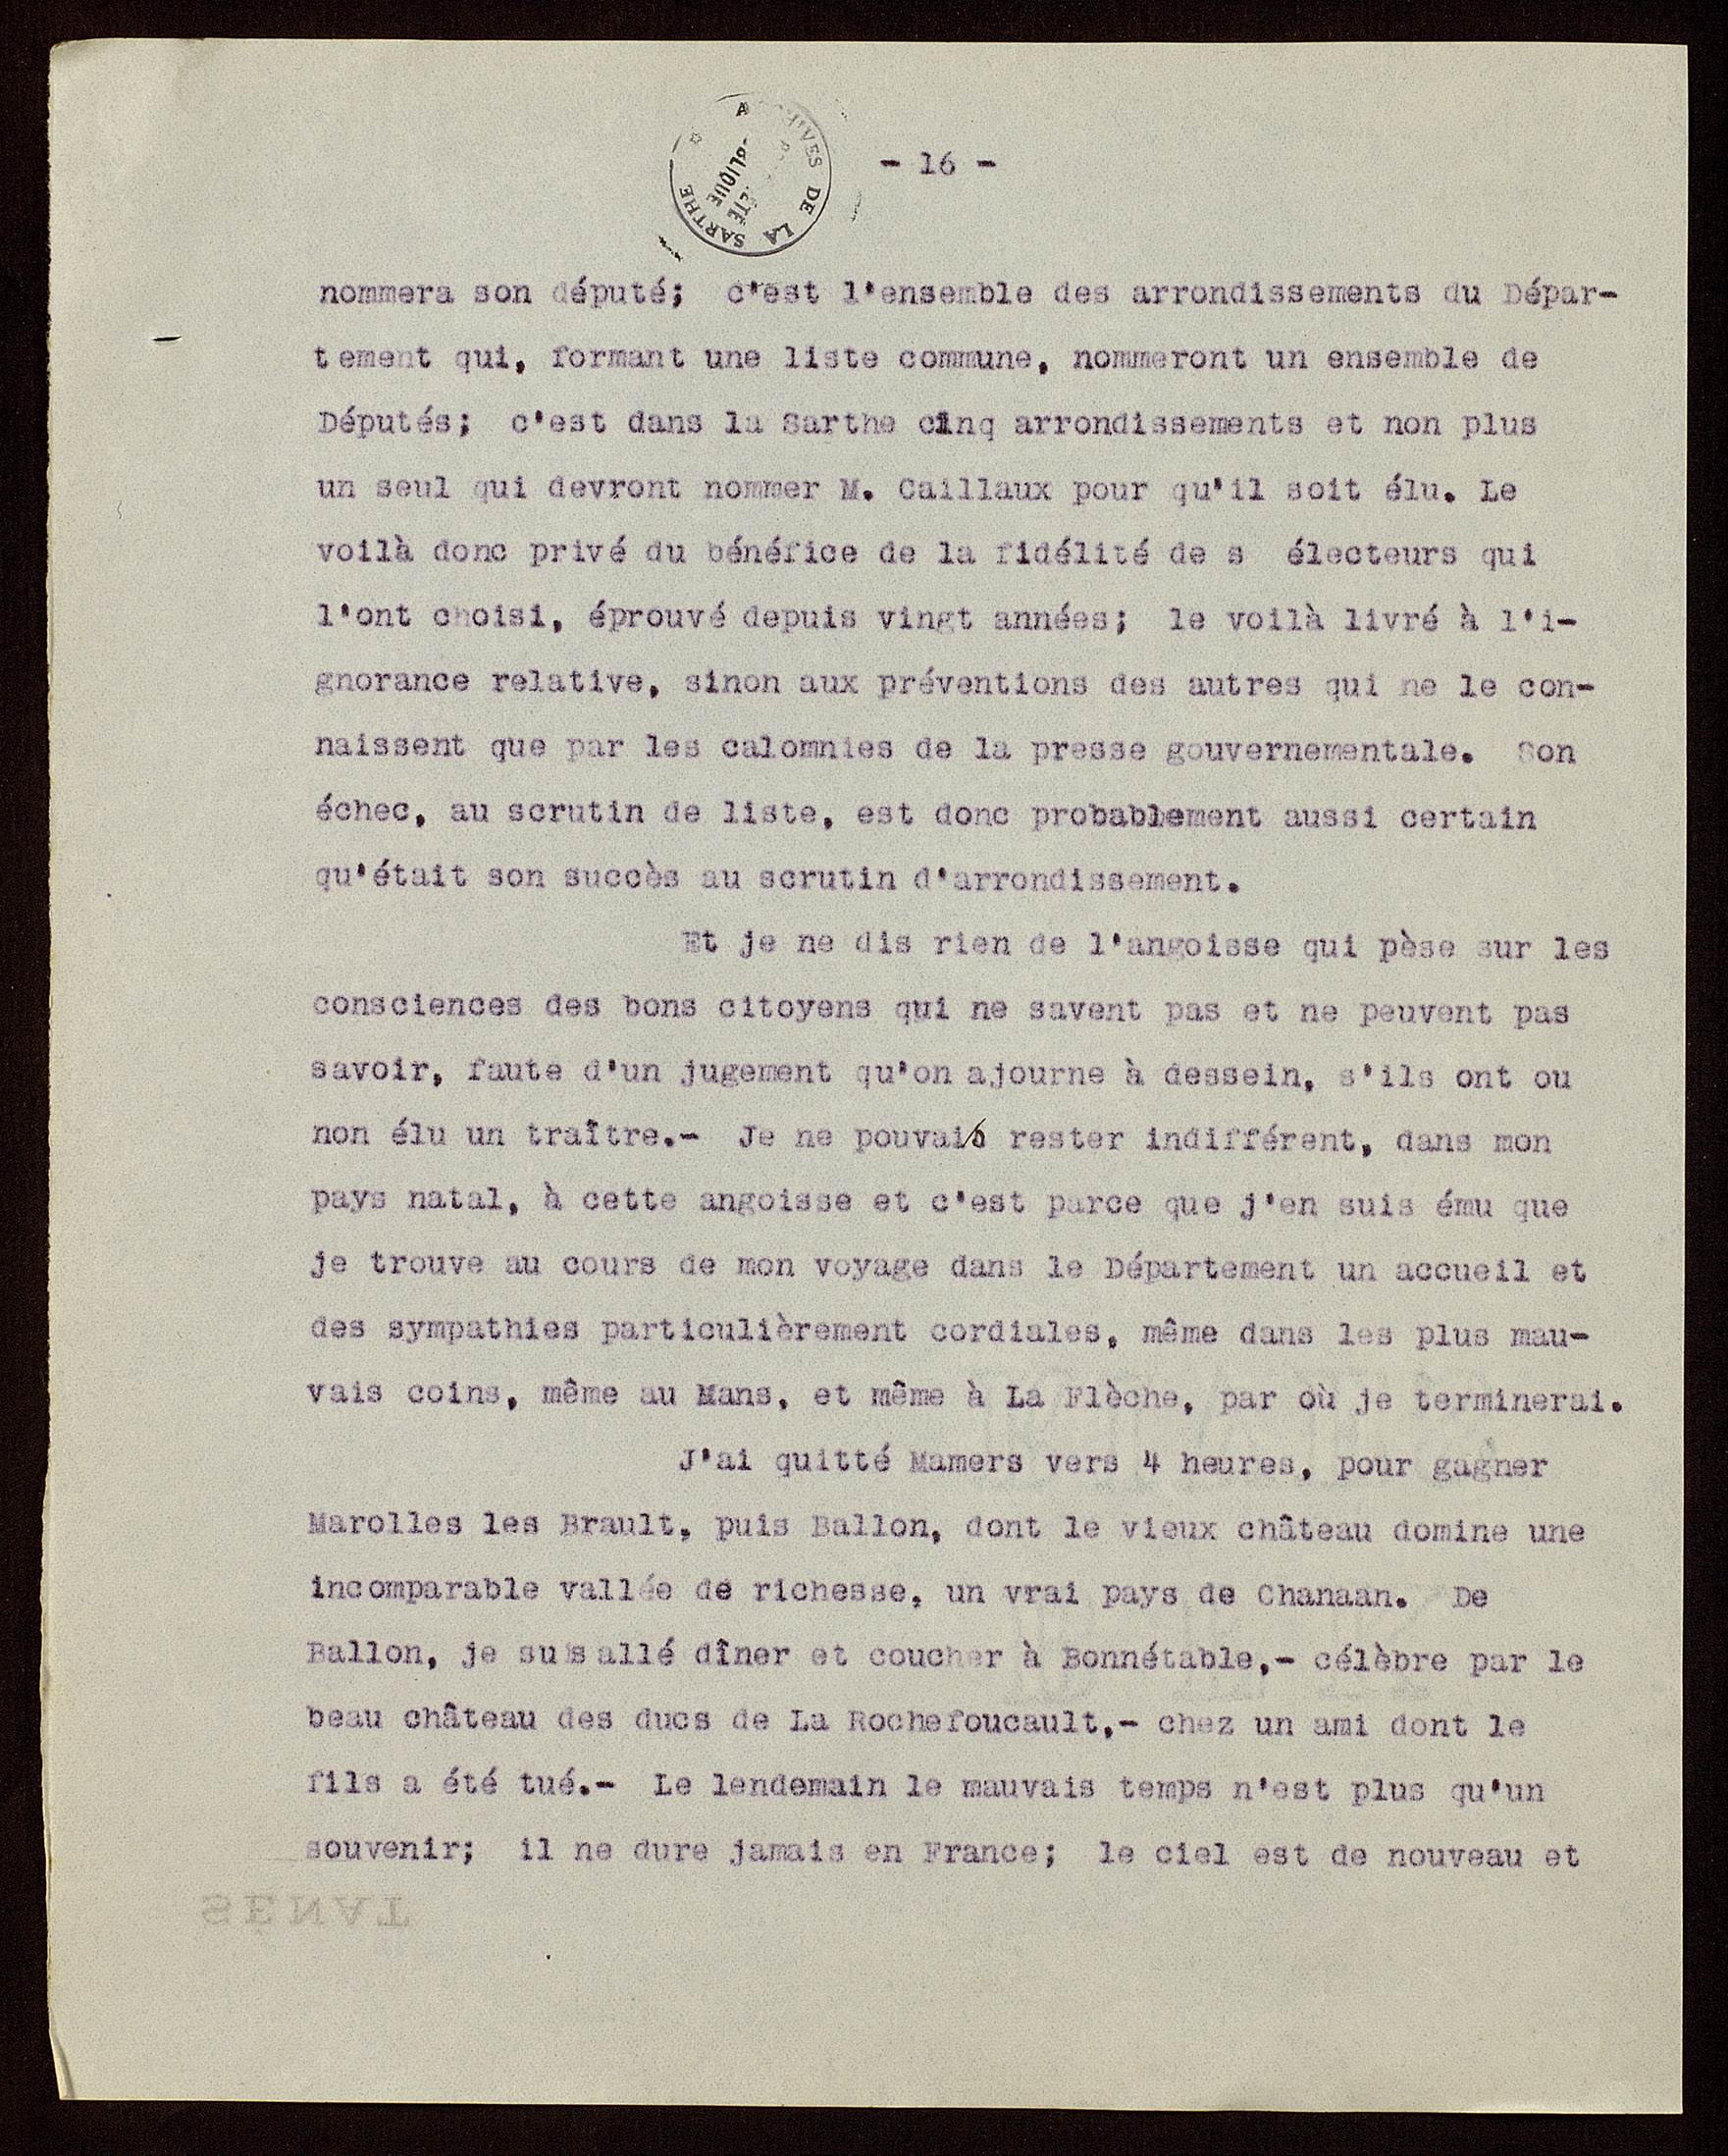 - 16 -
nommera son député; c'est l'ensemble des arrondissements du Dépar-
tement qui, formant une liste commune, nommeront un ensemble de
Députés; c'est dans la Sarthe cinq arrondissements et non plus
un seul qui devront nommer M. Caillaux pour qu'il soit élu. Le
voilà donc privé du bénéfice de la fidélité de s électeurs qui
l'ont choisi, éprouvé depuis vingt années; le voilà livré à l'i-
gnorance relative, sinon aux préventions des autres qui ne le con-
naissent que par les calomnies de la presse gouvernementale. Son
échec, au scrutin de liste, est donc probablement aussi certain
qu'était son succès au scrutin d'arrondissement.
Et je ne dis rien de l'angoisse qui pèse sur les
consciences des bons citoyens qui ne savent pas et ne peuvent pas
savoir, faute d'un jugement qu'on ajourne à dessein, s'ils ont ou
non élu un traître.- Je ne pouvais rester indifférent, dans mon
pays natal, à cette angoisse et c'est parce que j'en suis ému que
je trouve au cours de mon voyage dans le Département un accueil et
des sympathies particulièrement cordiales, même dans les plus mau-
vais coins, même au Mans, et même à La Flèche, par où je terminerai.
J'ai quitté Mamers vers 4 heures, pour gagner
Marolles les Brault, puis Ballon, dont le vieux château domine une
incomparable vallée de richesse, un vrai pays de Chanaan. De
Ballon, je suis allé dîner et coucher à Bonnétable,- célèbre par le
beau château des ducs de La Rochefoucault,- chez un ami dont le
fils a été tué.- Le lendemain le mauvais temps n'est plus qu'un
souvenir; il ne dure jamais en France; le ciel est de nouveau et
SENAT
DE LA SARTHE